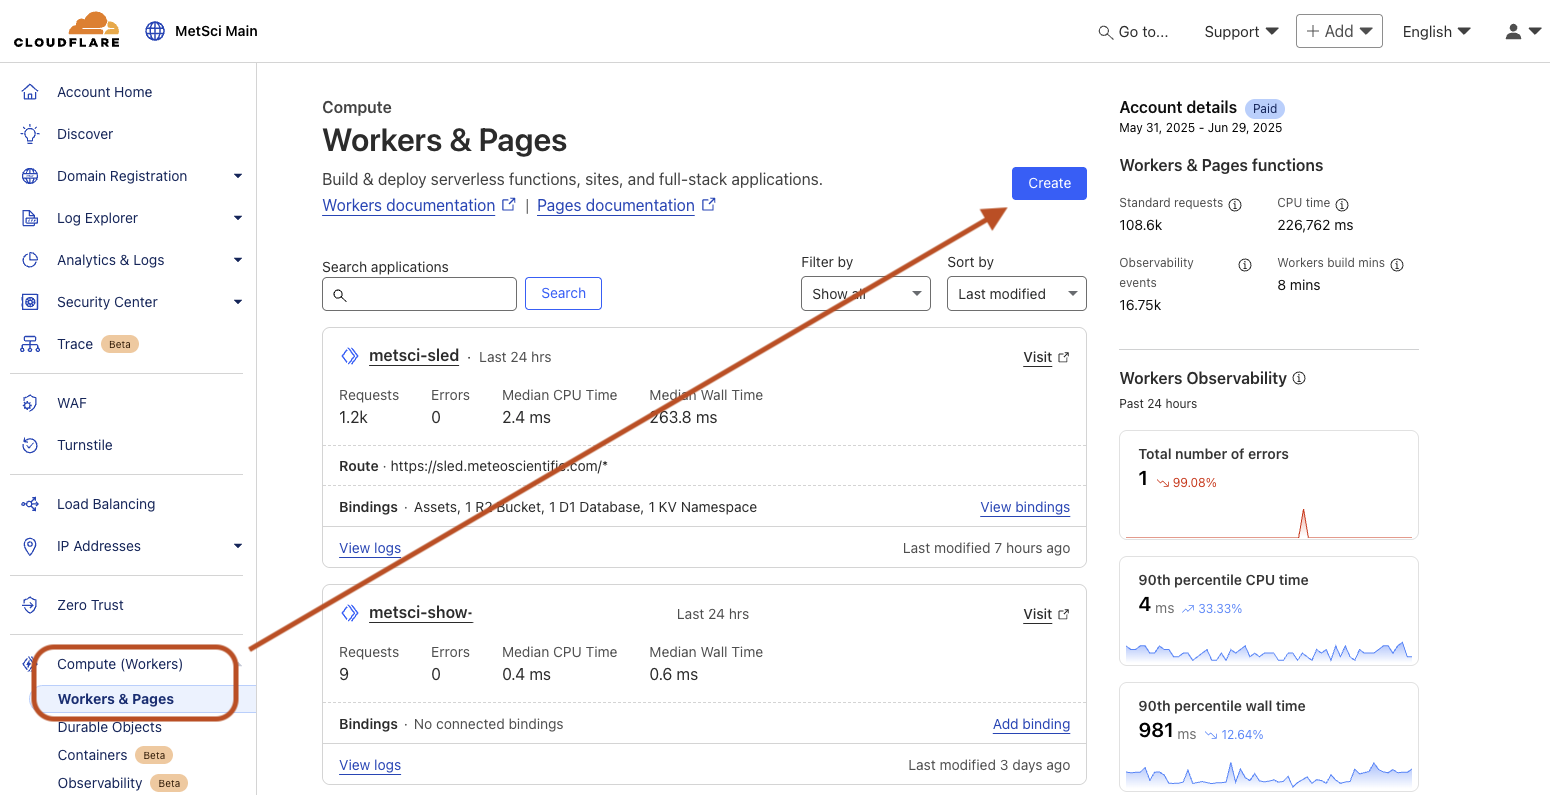 CLOUDFLARE
MetSci Main
Go to...
Support
+ Add
English
Account Home
Discover
Domain Registration
Log Explorer
Analytics & Logs
Security Center
Trace Beta
WAF
Turnstile
Load Balancing
IP Addresses
Zero Trust
Compute (Workers)
Workers & Pages
Durable Objects
Containers Beta
Observability Beta
Compute
Workers & Pages
Build & deploy serverless functions, sites, and full-stack applications.
Workers documentation | Pages documentation
Create
Search applications
Search
Filter by
Show all
Sort by
Last modified
metsci-sled · Last 24 hrs
Visit
Requests Errors Median CPU Time Median Wall Time
1.2k 0 2.4 ms 263.8 ms
Route · https://sled.meteoscientific.com/*
Bindings · Assets, 1 R2 Bucket, 1 D1 Database, 1 KV Namespace
View bindings
View logs
Last modified 7 hours ago
metsci-show- Last 24 hrs
Visit
Requests Errors Median CPU Time Median Wall Time
9 0 0.4 ms 0.6 ms
Bindings · No connected bindings
Add binding
View logs
Last modified 3 days ago
Account details Paid
May 31, 2025 - Jun 29, 2025
Workers & Pages functions
Standard requests
108.6k
CPU time
226,762 ms
Observability
events
16.75k
Workers build mins
8 mins
Workers Observability
Past 24 hours
Total number of errors
1 99.08%
90th percentile CPU time
4 ms 33.33%
90th percentile wall time
981 ms 12.64%